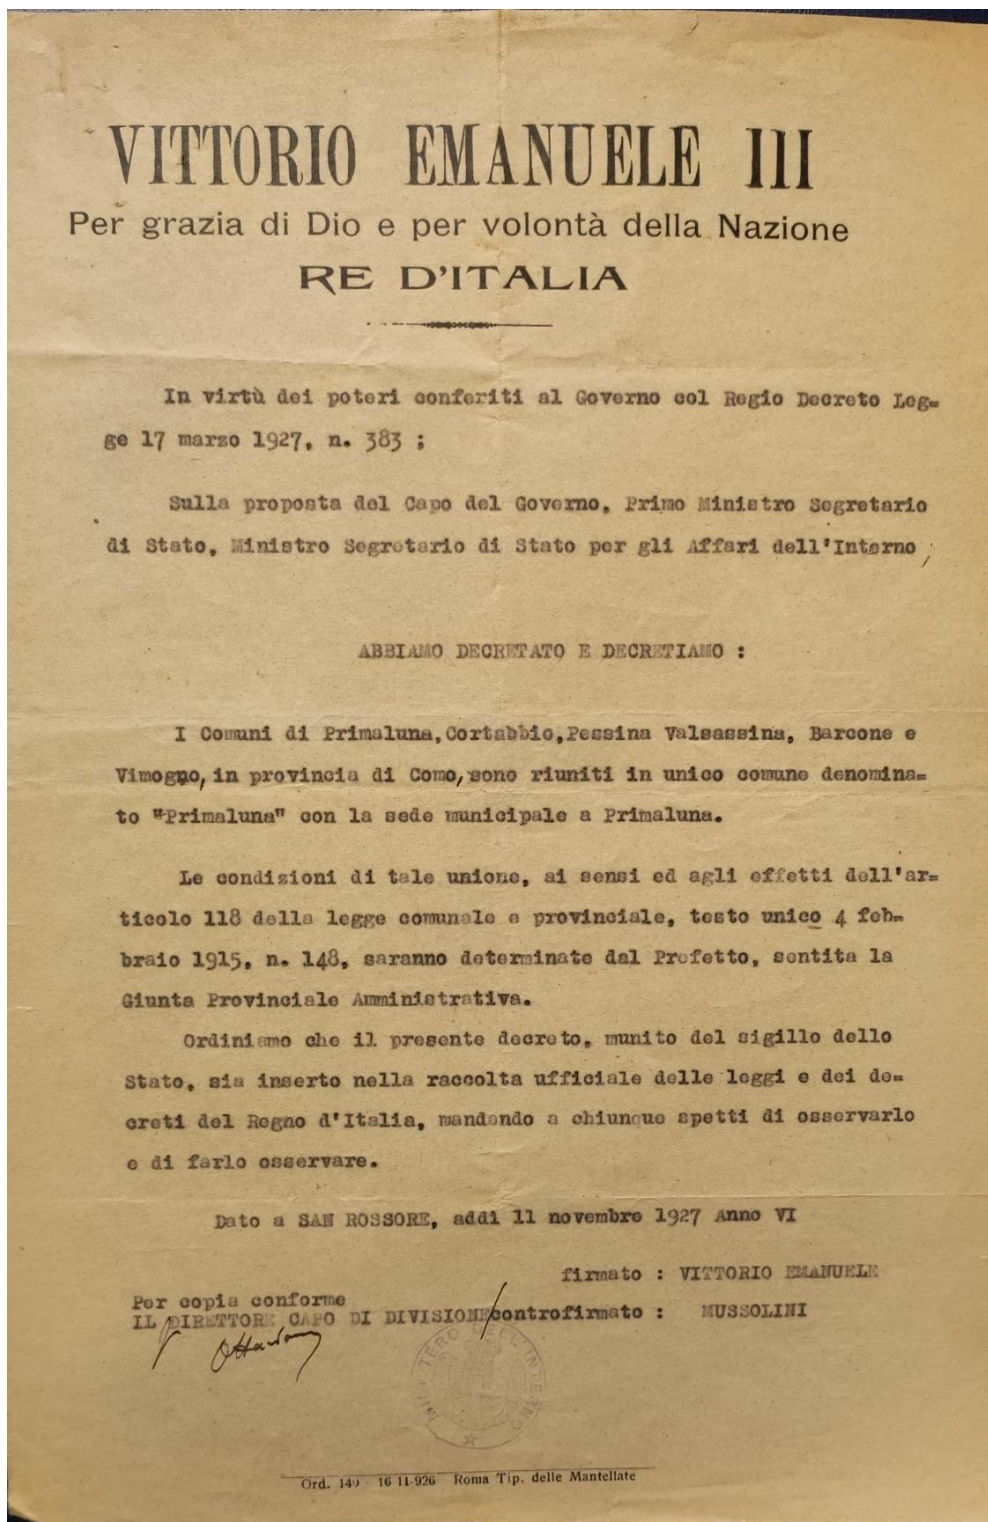 VITTORIO EMANUELE III
Per grazia di Dio e per volontà della Nazione
RE D'ITALIA
In virtù dei poteri conferiti al Governo col Regio Decreto Leg=
ge 17 marzo 1927, n. 383 ;
Sulla proposta del Capo del Governo, Primo Ministro Segretario
di Stato, Ministro Segretario di Stato per gli Affari dell'Interno ;
ABBIAMO DECRETATO E DECRETIAMO :
I Comuni di Primaluna, Cortabbio, Pessina Valsassina, Barcone e
Vimogno, in provincia di Como, sono riuniti in unico comune denomina=
to "Primaluna" con la sede municipale a Primaluna.
Le condizioni di tale unione, ai sensi ed agli effetti dell'ar=
ticolo 118 della legge comunale e provinciale, testo unico 4 feb=
braio 1915, n. 148, saranno determinate dal Prefetto, sentita la
Giunta Provinciale Amministrativa.
Ordiniamo che il presente decreto, munito del sigillo dello
Stato, sia inserto nella raccolta ufficiale delle leggi e dei de=
creti del Regno d'Italia, mandando a chiunque spetti di osservarlo
e di farlo osservare.
Dato a SAN ROSSORE, addì 11 novembre 1927 Anno VI
firmato : VITTORIO EMANUELE
Per copia conforme
IL DIRETTORE CAPO DI DIVISIONE controfirmato : MUSSOLINI
MINISTERO DELL'INTERNO
Ord. 149 - 16 11-926 Roma Tip. delle Mantellate